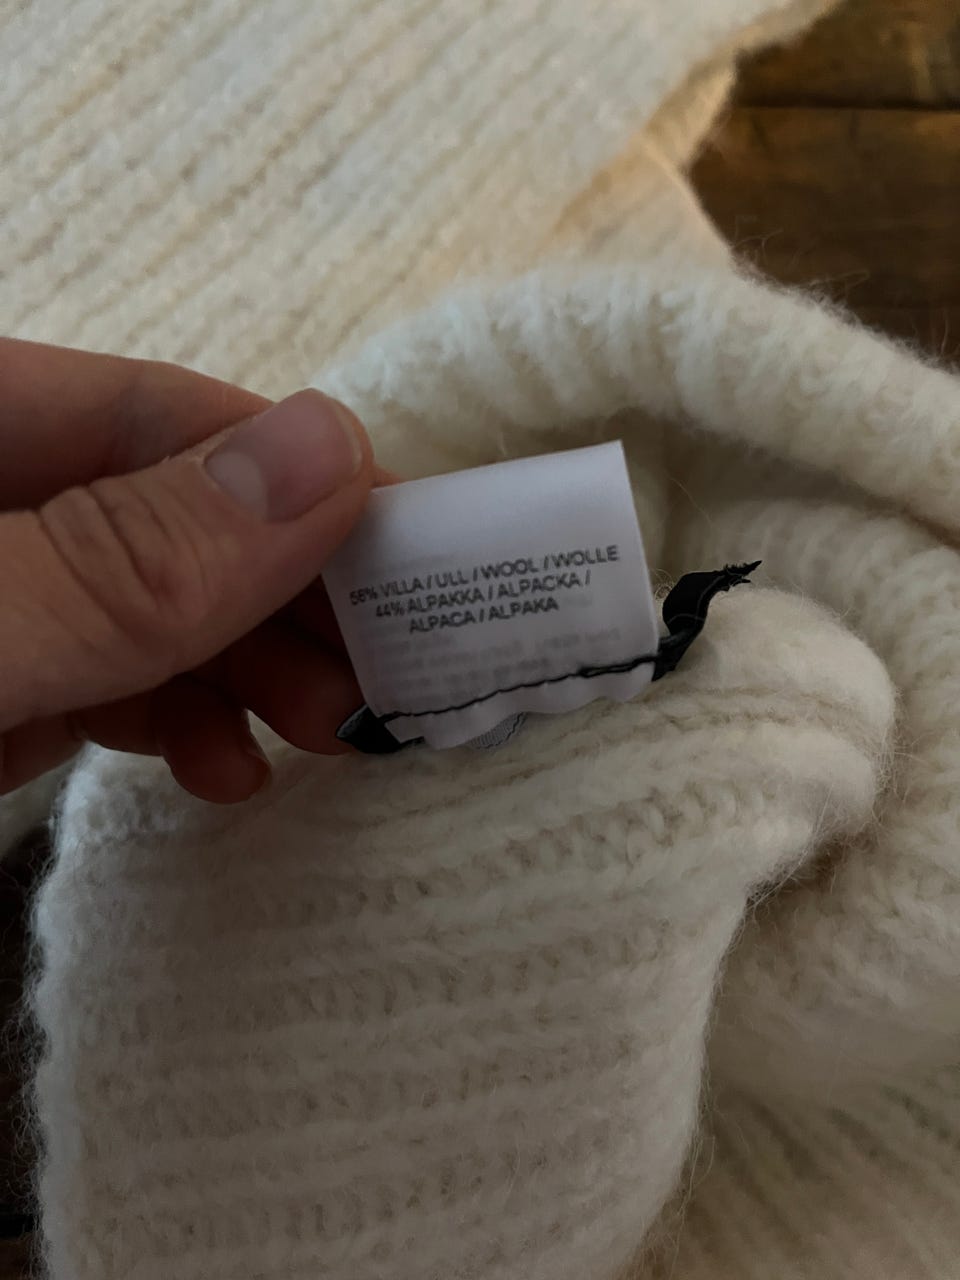 56% VILLA / ULL / WOOL / WOLLE
44% ALPAKKA / ALPACKA /
ALPACA / ALPAKA